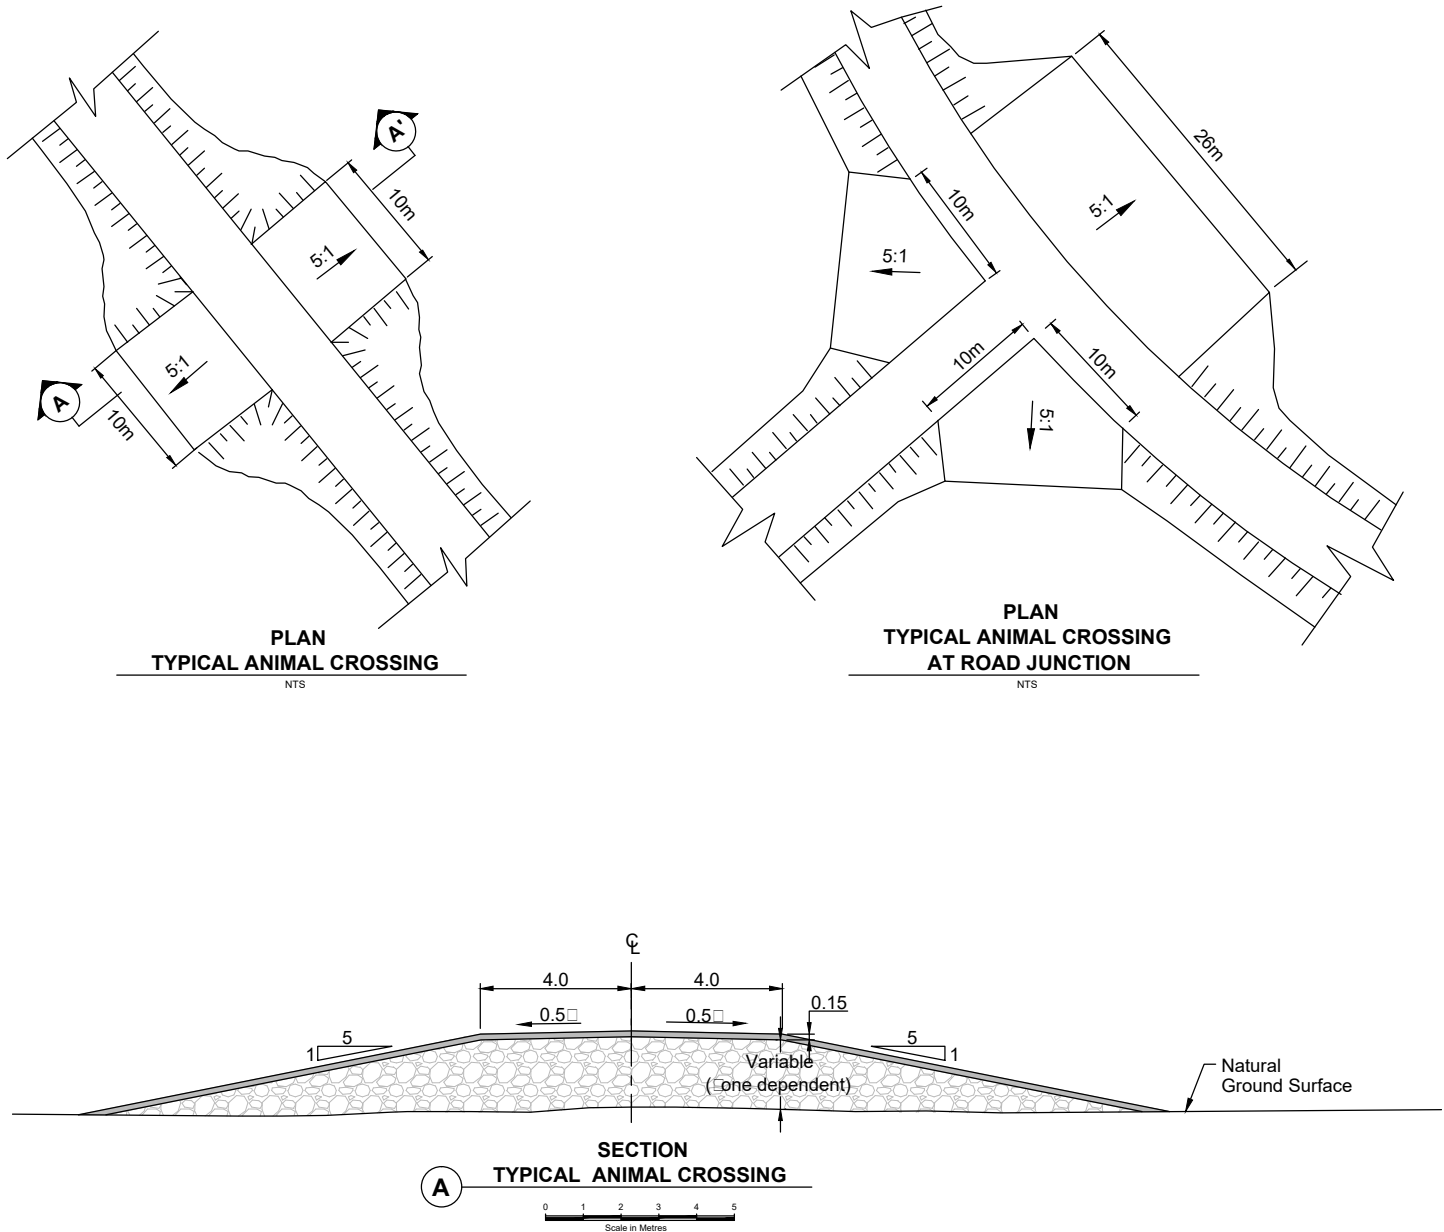 A'
10m
5:1
5:1
10m
A
PLAN
TYPICAL ANIMAL CROSSING
NTS
26m
10m
5:1
5:1
10m
10m
5:1
PLAN
TYPICAL ANIMAL CROSSING
AT ROAD JUNCTION
NTS
℄
4.0 4.0
0.15
0.5□ 0.5□
5
1
5
1
Variable
(□one dependent)
Natural
Ground Surface
SECTION
TYPICAL ANIMAL CROSSING
A
0 1 2 3 4 5
Scale in Metres